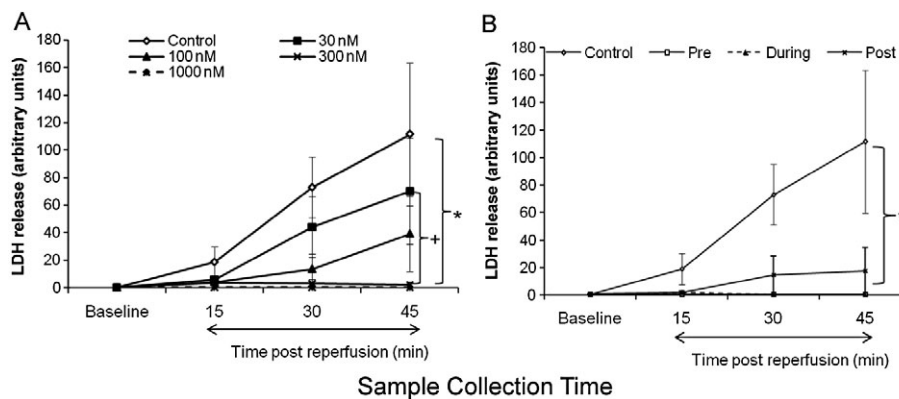 A
B
LDH release (arbitrary units)
180
160
140
120
100
80
60
40
20
0
Control
30 nM
100 nM
300 nM
1000 nM
+
*
Baseline
15
30
45
Time post reperfusion (min)
LDH release (arbitrary units)
180
160
140
120
100
80
60
40
20
0
Control Pre During Post
Baseline
15
30
45
Time post reperfusion (min)
Sample Collection Time